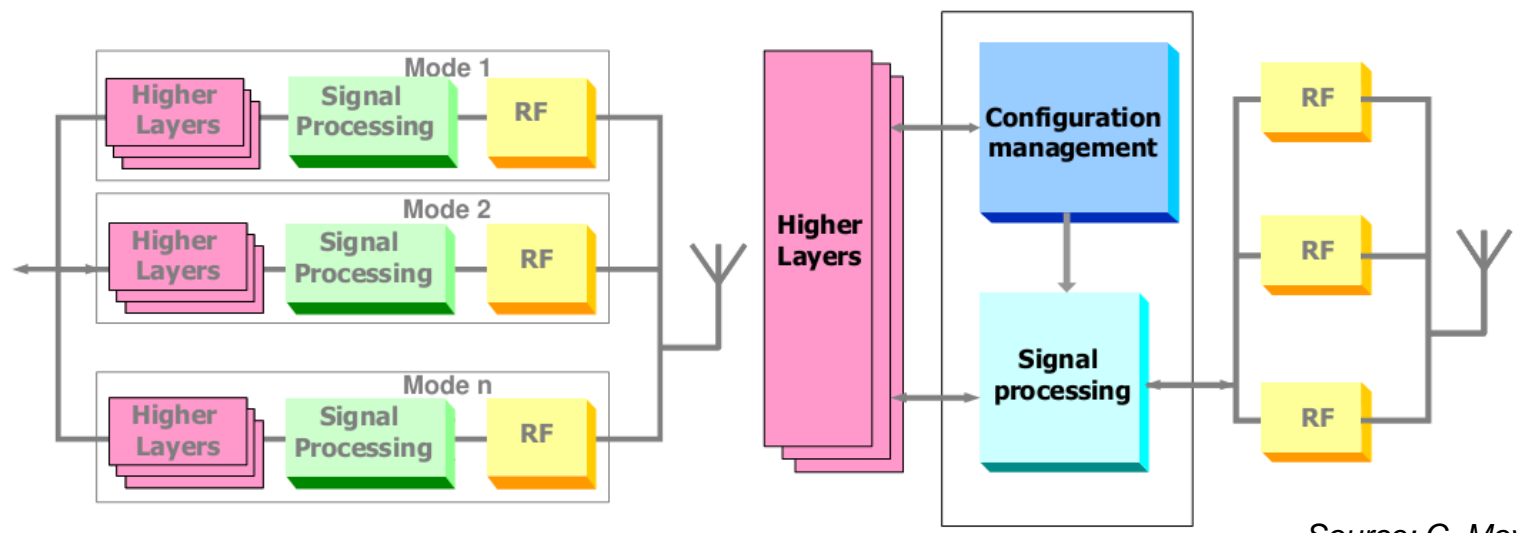 Mode 1
Higher
Layers
Signal
Processing
RF
Mode 2
Higher
Layers
Signal
Processing
RF
Mode n
Higher
Layers
Signal
Processing
RF
Higher
Layers
Configuration
management
Signal
processing
RF
RF
RF